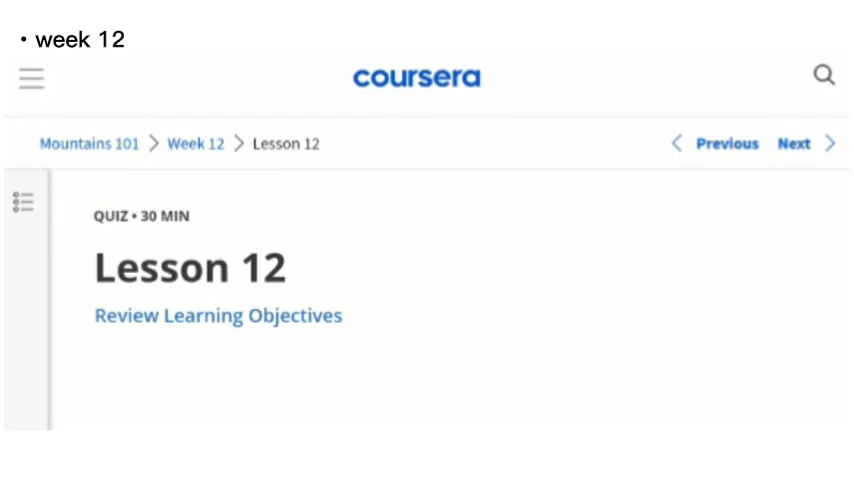 • week 12
coursera
Mountains 101 > Week 12 > Lesson 12
< Previous Next >
QUIZ • 30 MIN
Lesson 12
Review Learning Objectives